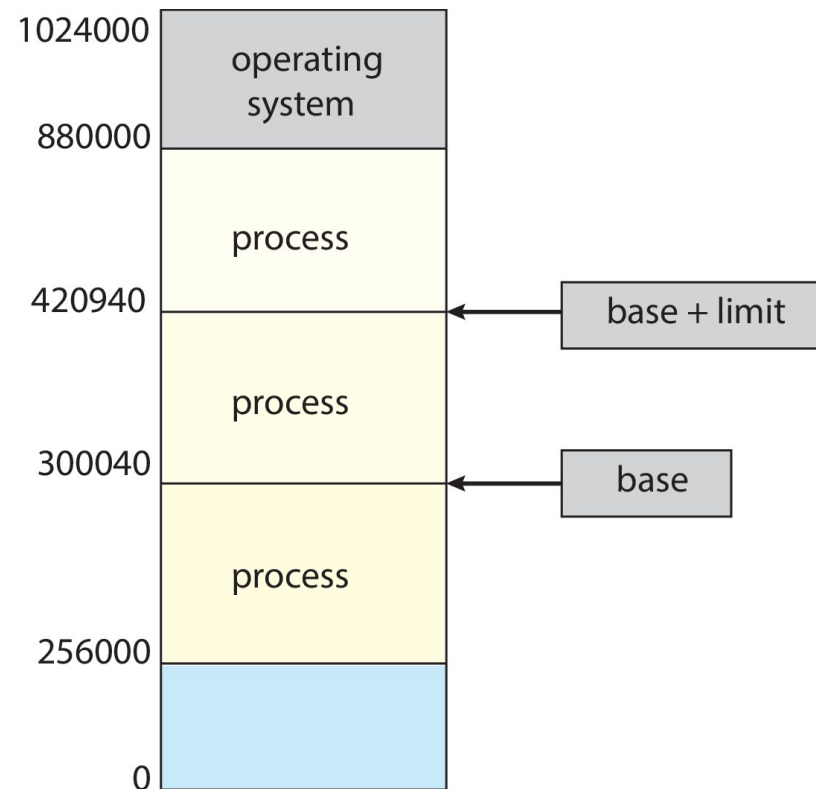 1024000
operating
system
880000
process
420940
base + limit
process
300040
base
process
256000
0